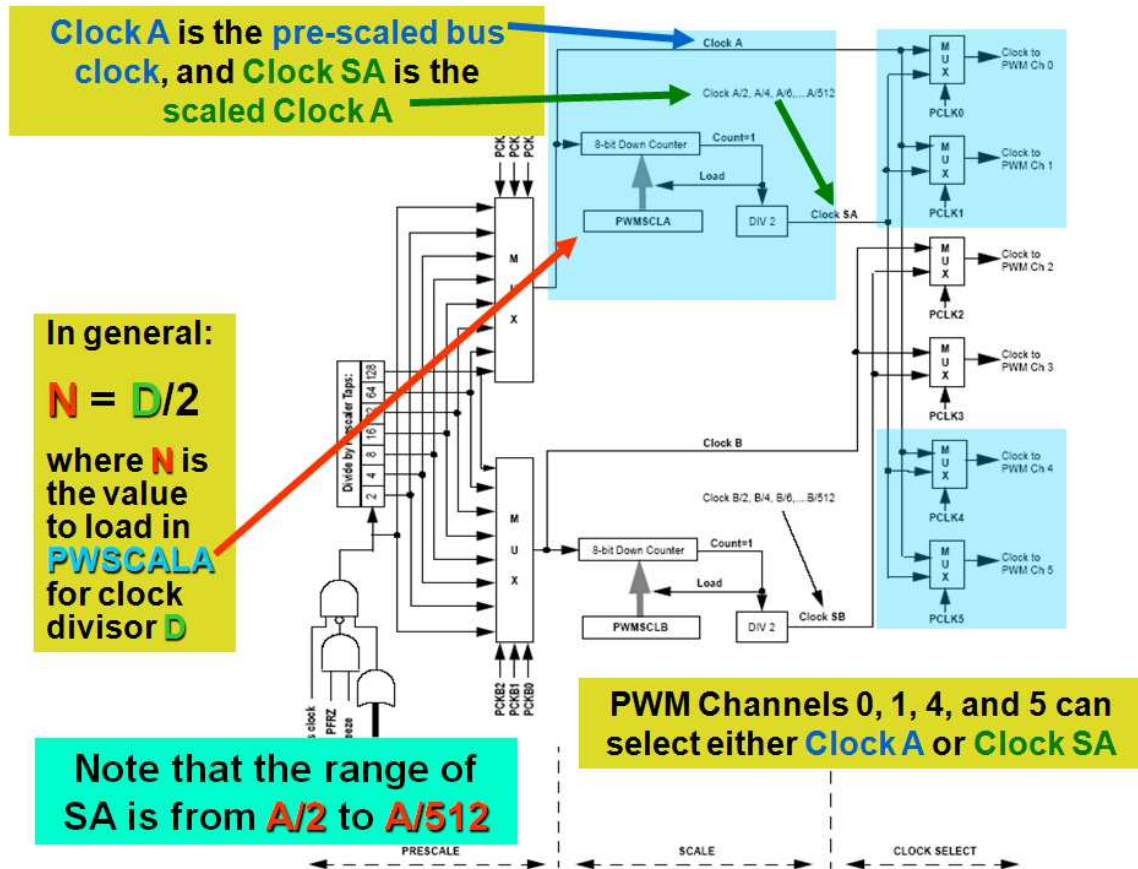 Clock A is the pre-scaled bus
clock, and Clock SA is the
scaled Clock A
Clock A
Clock A/2, A/4, A/6,....A/512
8-bit Down Counter
Count=1
Load
PWMSCLA
DIV 2
Clock SA
M
U
X
Clock to
PWM Ch 0
PCLK0
M
U
X
Clock to
PWM Ch 1
PCLK1
M
U
X
Clock to
PWM Ch 2
PCLK2
M
U
X
Clock to
PWM Ch 3
PCLK3
M
U
X
Clock to
PWM Ch 4
PCLK4
M
U
X
Clock to
PWM Ch 5
PCLK5
M
X
In general:
N = D/2
where N is
the value
to load in
PWSCALA
for clock
divisor D
Divide by Prescaler Taps:
2 4 8 16 64 128
M
U
X
PCKB2
PCKB1
PCKB0
Clock B
Clock B/2, B/4, B/6,....B/512
8-bit Down Counter
Count=1
Load
PWMSCLB
DIV 2
Clock SB
PFRZ
PWM Channels 0, 1, 4, and 5 can
select either Clock A or Clock SA
Note that the range of
SA is from A/2 to A/512
PRESCALE
SCALE
CLOCK SELECT